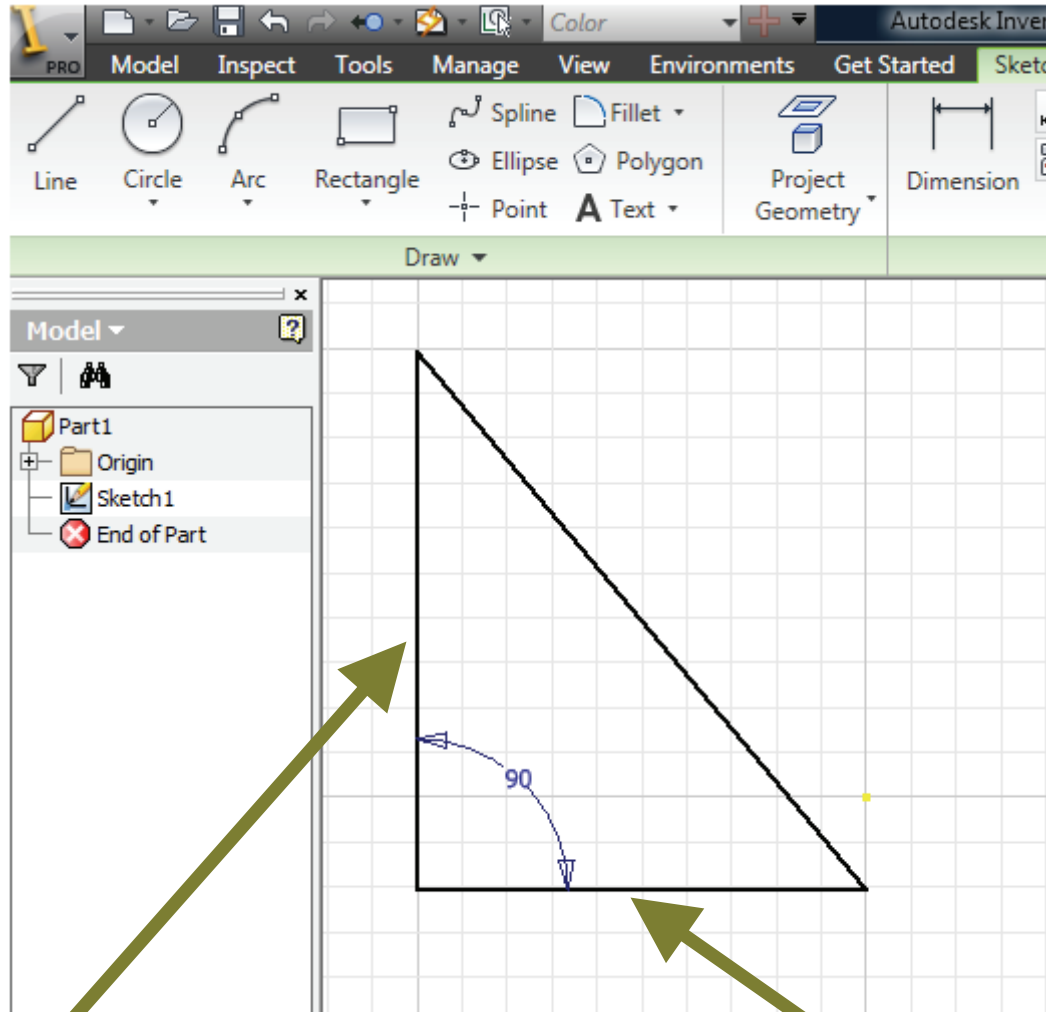 Color
Autodesk Inver
PRO Model Inspect Tools Manage View Environments Get Started Sketc
Line Circle Arc Rectangle
Spline Fillet
Ellipse Polygon
Point A Text
Project
Geometry
Dimension
Draw
Model
Part1
Origin
Sketch1
End of Part
90